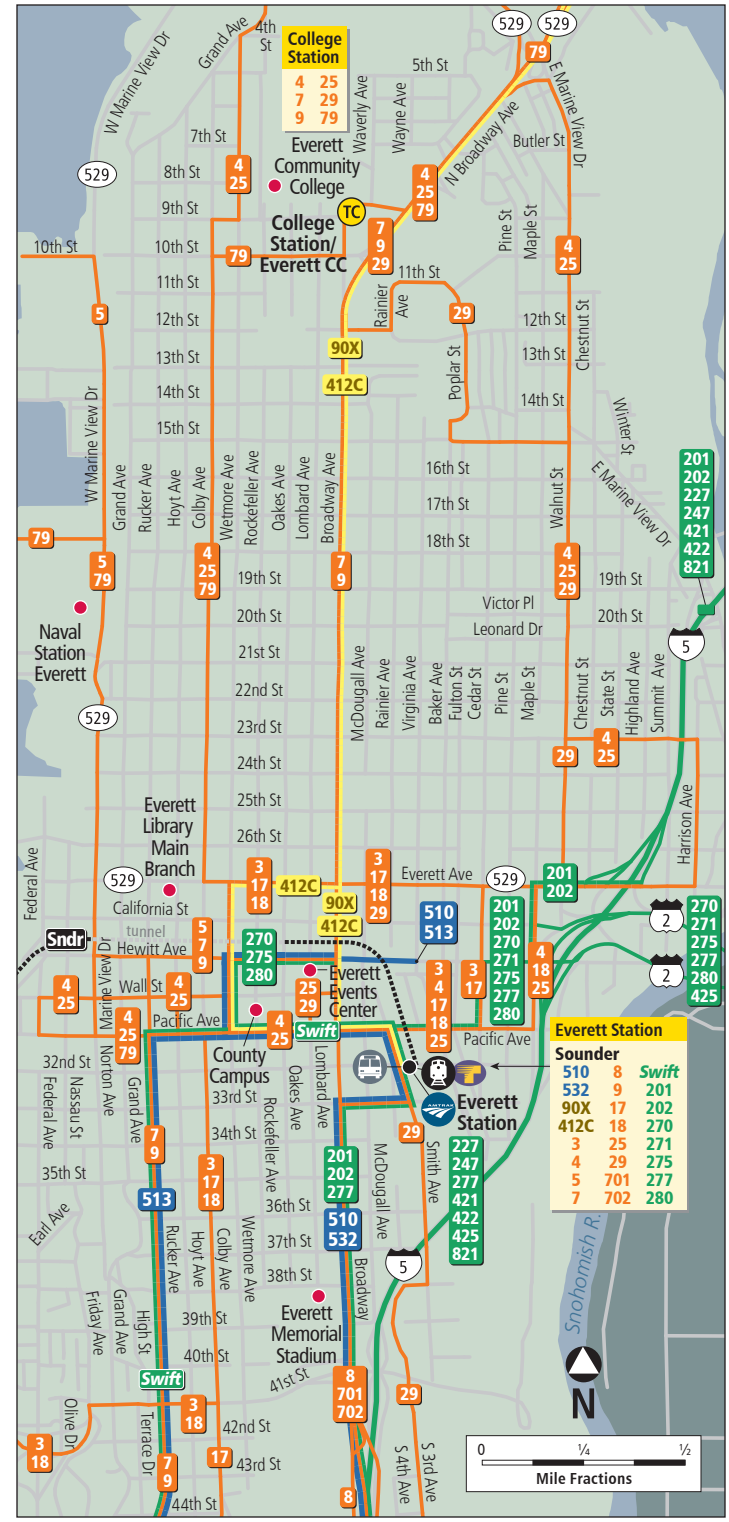 529
529
4th
St
Grand Ave
W Marine View Dr
College
Station
4 25
7 29
9 79
79
5th St
Waverly Ave
Wayne Ave
N Broadway Ave
E Marine View Dr
Butler St
7th St
Everett
Community
College
529
8th St
4
25
4
25
79
9th St
TC
College
Station/
Everett CC
7
9
29
Pine St
Maple St
10th St
10th St
79
4
25
11th St
11th St
Rainier
Ave
5
12th St
29
12th St
Chestnut St
90X
13th St
13th St
Poplar St
412C
14th St
14th St
Winter St
15th St
W Marine View Dr
Grand Ave
Rucker Ave
Hoyt Ave
Colby Ave
Wetmore Ave
Rockefeller Ave
Oakes Ave
Lombard Ave
Broadway Ave
16th St
Walnut St
E Marine View Dr
201
202
227
247
421
422
821
17th St
79
18th St
5
79
4
25
79
19th St
7
9
4
25
29
19th St
20th St
Victor Pl
20th St
Leonard Dr
Naval
Station
Everett
5
21st St
22nd St
McDougall Ave
Rainier Ave
Virginia Ave
Baker Ave
Fulton St
Cedar St
Pine St
Maple St
Chestnut St
State St
Highland Ave
Summit Ave
529
23rd St
29
4
25
24th St
25th St
Harrison Ave
26th St
Everett
Library
Main
Branch
Federal Ave
529
3
17
18
412C
3
17
18
29
Everett Ave
529
201
202
California St
90X
412C
510
513
201
202
270
271
275
277
280
2
2
270
271
275
277
280
425
Sndr
tunnel
Hewitt Ave
5
7
9
270
275
280
Everett
Events
Center
Marine View Dr
Wall St
4
25
4
25
25
29
3
4
17
18
25
3
17
4
18
25
Pacific Ave
4
25
79
4
25
Swift
Pacific Ave
County
Campus
32nd St
Federal Ave
Nassau St
Norton Ave
Grand Ave
33rd St
Rockefeller Ave
Oakes Ave
Lombard Ave
AMTRAK
Everett
Station
Everett Station
Sounder
510 8 Swift
532 9 201
90X 17 202
412C 18 270
3 25 271
4 29 275
5 701 277
7 702 280
7
9
34th St
29
Smith Ave
McDougall Ave
227
247
277
421
422
425
821
35th St
3
17
18
201
202
277
513
36th St
510
532
37th St
Earl Ave
Rucker Ave
Hoyt Ave
Colby Ave
Wetmore Ave
38th St
Broadway
5
Snohomish R.
Friday Ave
Grand Ave
High St
39th St
Everett
Memorial
Stadium
40th St
Swift
41st St
8
701
702
29
N
Olive Dr
Terrace Dr
3
18
42nd St
3
18
17
43rd St
7
9
S 4th Ave
S 3rd Ave
0 ¼ ½
Mile Fractions
8
44th St